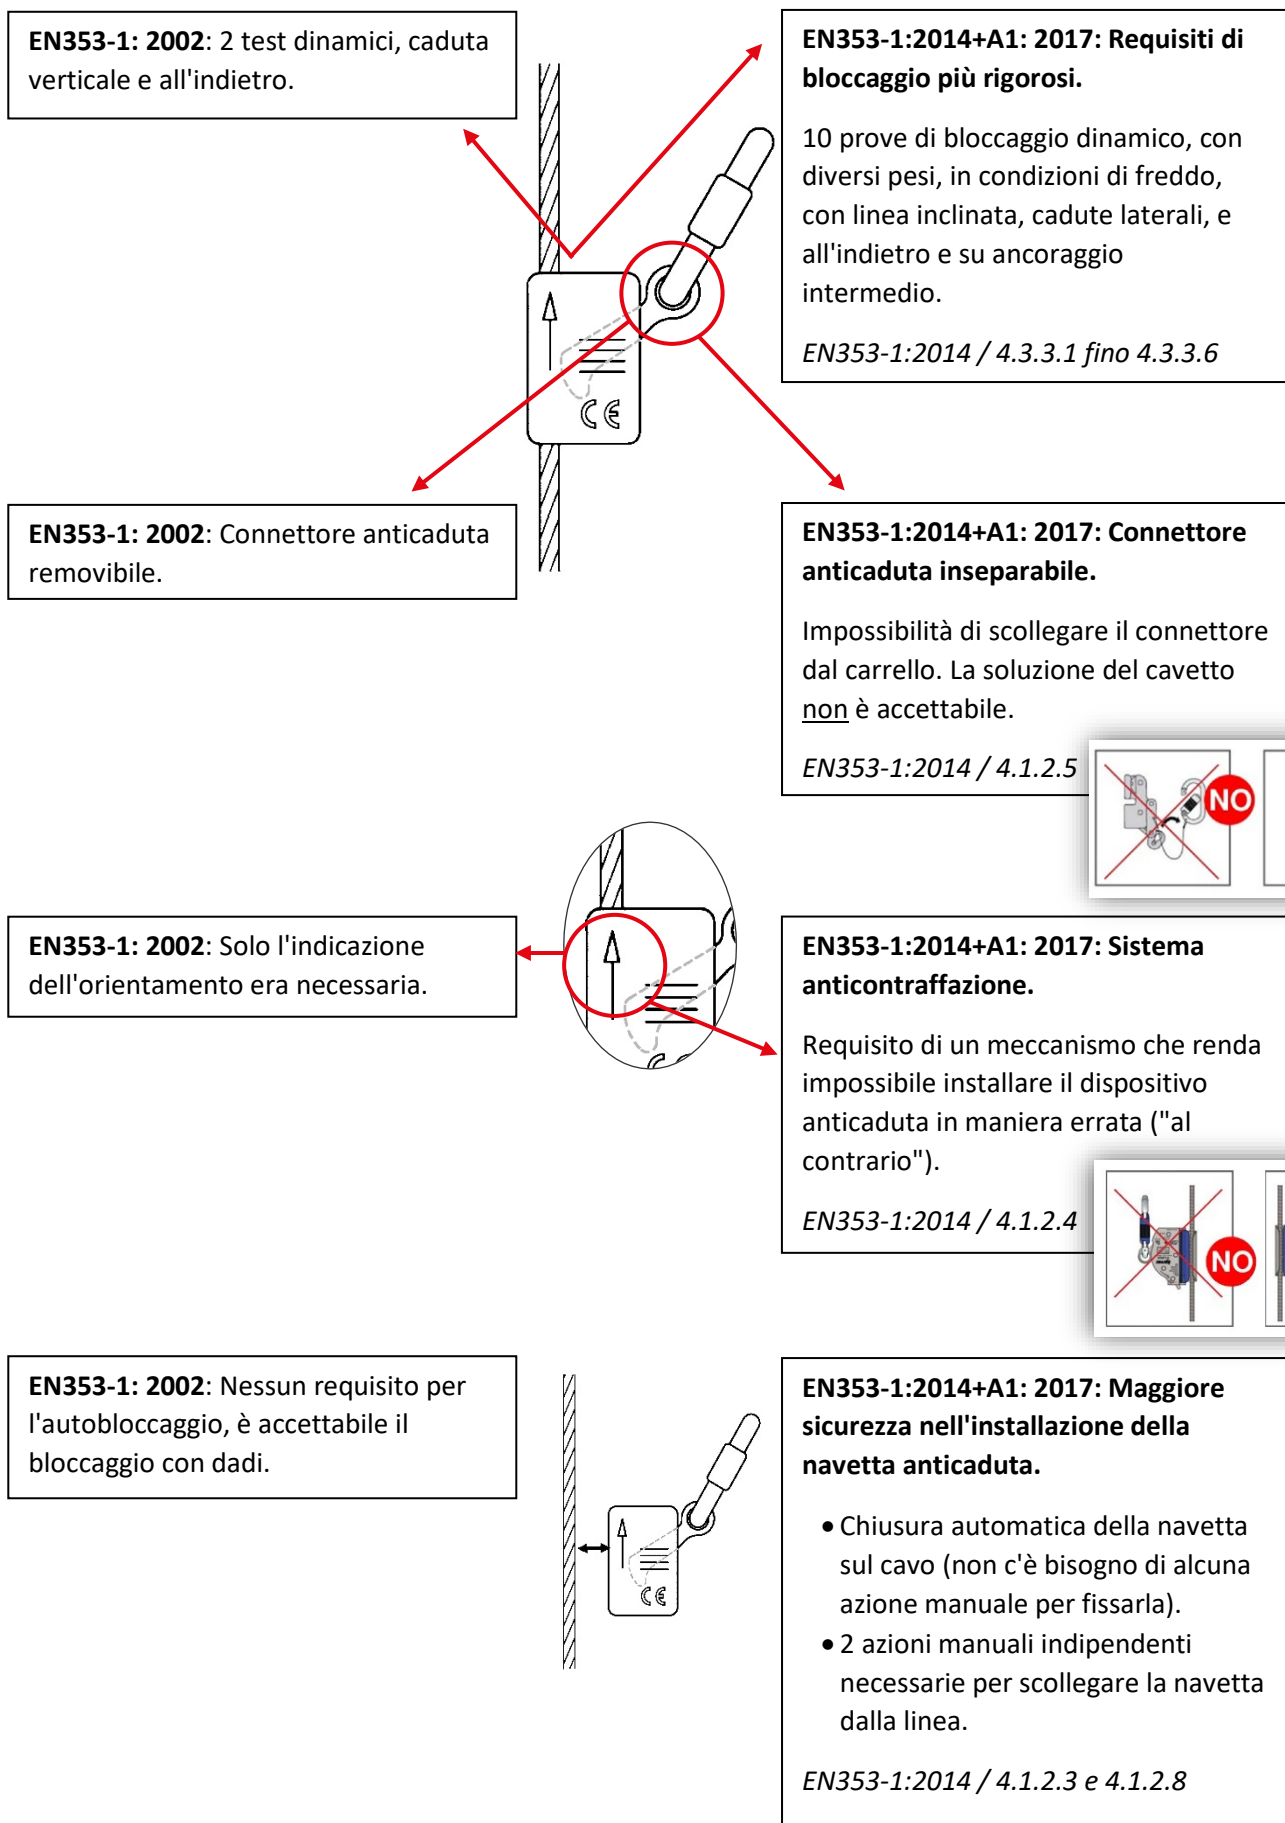 EN353-1: 2002: 2 test dinamici, caduta
verticale e all'indietro.
EN353-1:2014+A1: 2017: Requisiti di
bloccaggio più rigorosi.
10 prove di bloccaggio dinamico, con
diversi pesi, in condizioni di freddo,
con linea inclinata, cadute laterali, e
all'indietro e su ancoraggio
intermedio.
EN353-1:2014 / 4.3.3.1 fino 4.3.3.6
CE
EN353-1: 2002: Connettore anticaduta
removibile.
EN353-1:2014+A1: 2017: Connettore
anticaduta inseparabile.
Impossibilità di scollegare il connettore
dal carrello. La soluzione del cavetto
non è accettabile.
EN353-1:2014 / 4.1.2.5
NO
EN353-1: 2002: Solo l'indicazione
dell'orientamento era necessaria.
EN353-1:2014+A1: 2017: Sistema
anticontraffazione.
Requisito di un meccanismo che renda
impossibile installare il dispositivo
anticaduta in maniera errata ("al
contrario").
EN353-1:2014 / 4.1.2.4
NO
EN353-1: 2002: Nessun requisito per
l'autobloccaggio, è accettabile il
bloccaggio con dadi.
CE
EN353-1:2014+A1: 2017: Maggiore
sicurezza nell'installazione della
navetta anticaduta.
• Chiusura automatica della navetta
sul cavo (non c'è bisogno di alcuna
azione manuale per fissarla).
• 2 azioni manuali indipendenti
necessarie per scollegare la navetta
dalla linea.
EN353-1:2014 / 4.1.2.3 e 4.1.2.8